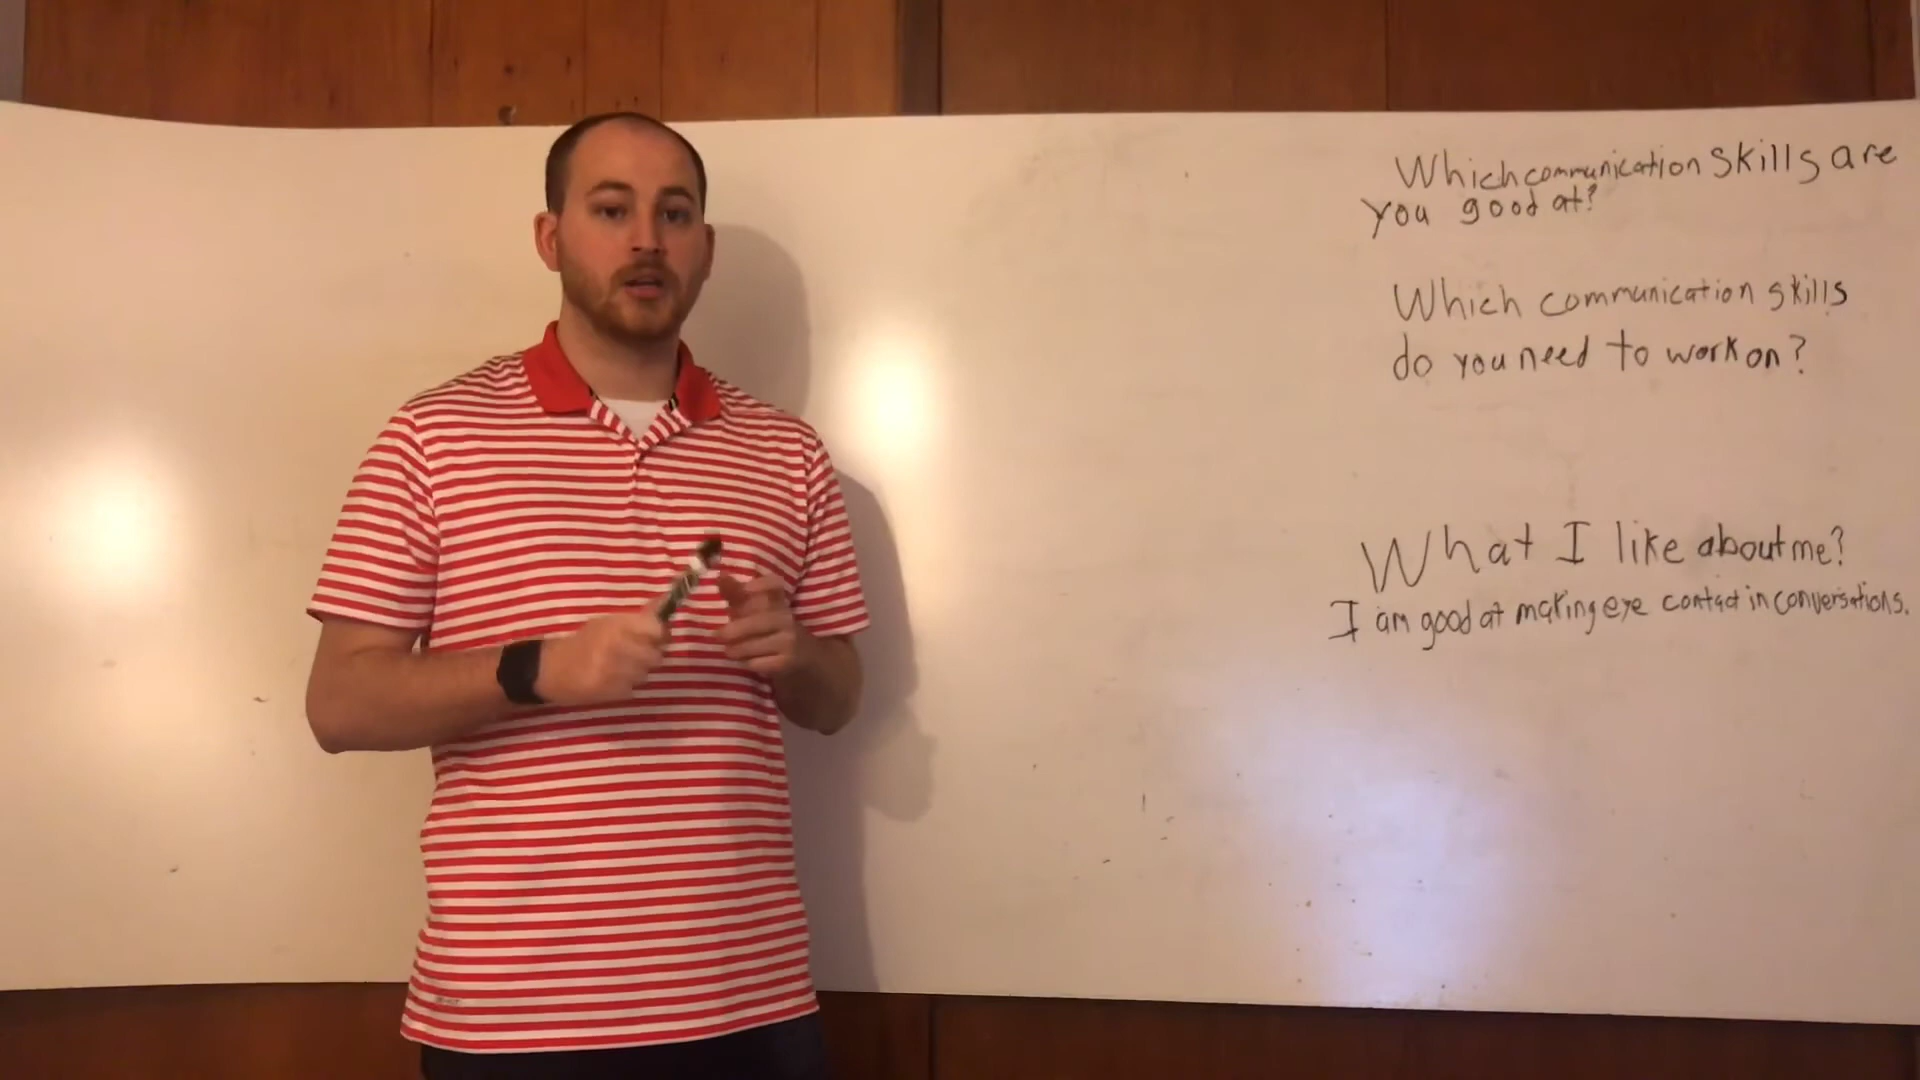 Which communication skills are
you good at?
Which communication skills
do you need to work on?
What I like about me?
I am good at making eye contact in conversations.